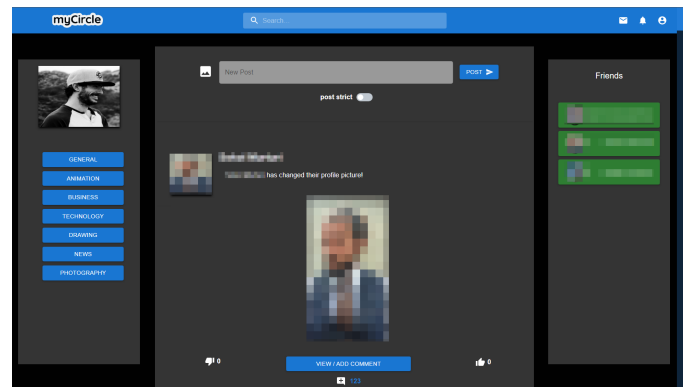 myCircle
Search...
New Post
POST
post strict
Friends
GENERAL
ANIMATION
BUSINESS
TECHNOLOGY
DRAWING
NEWS
PHOTOGRAPHY
has changed their profile picture!
0
VIEW / ADD COMMENT
0
123